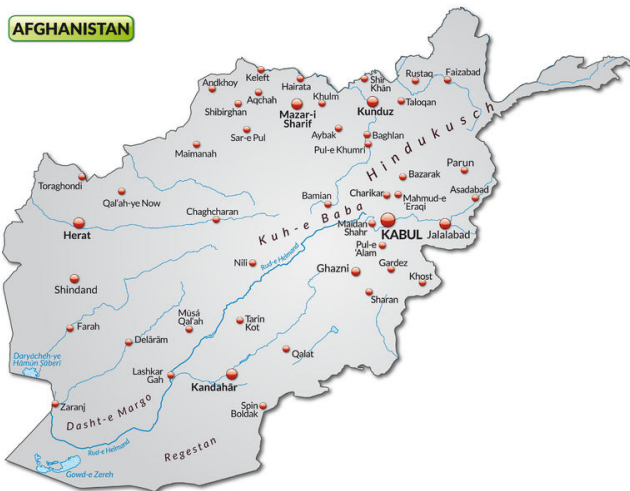 AFGHANISTAN
Keleft
Andkhoy
Hairata
Aqchah
Khulm
Shibirghan
Mazar-i
Sharif
Shir
Khān
Rustaq
Faizabad
Kunduz
Taloqan
Sar-e Pul
Aybak
Baghlan
Pul-e Khumri
Maimanah
Hindukusch
Bazarak
Parun
Toraghondi
Qal'ah-ye Now
Bamian
Charikar
Mahmud-e
'Eraqi
Asadabad
Chaghcharan
Kuh-e Baba
Herat
Maidan
Shahr
KABUL
Jalalabad
Pul-e
'Alam
Rud-e Helmand
Nili
Ghazni
Gardez
Khost
Shindand
Sharan
Mūsá
Qal'ah
Tarin
Kot
Farah
Delārām
Qalat
Daryācheh-ye
Hāmūn Şāberī
Lashkar
Gah
Kandahār
Zaranj
Dasht-e Margo
Spin
Boldak
Rud-e Helmand
Regestan
Gowd-e Zereh